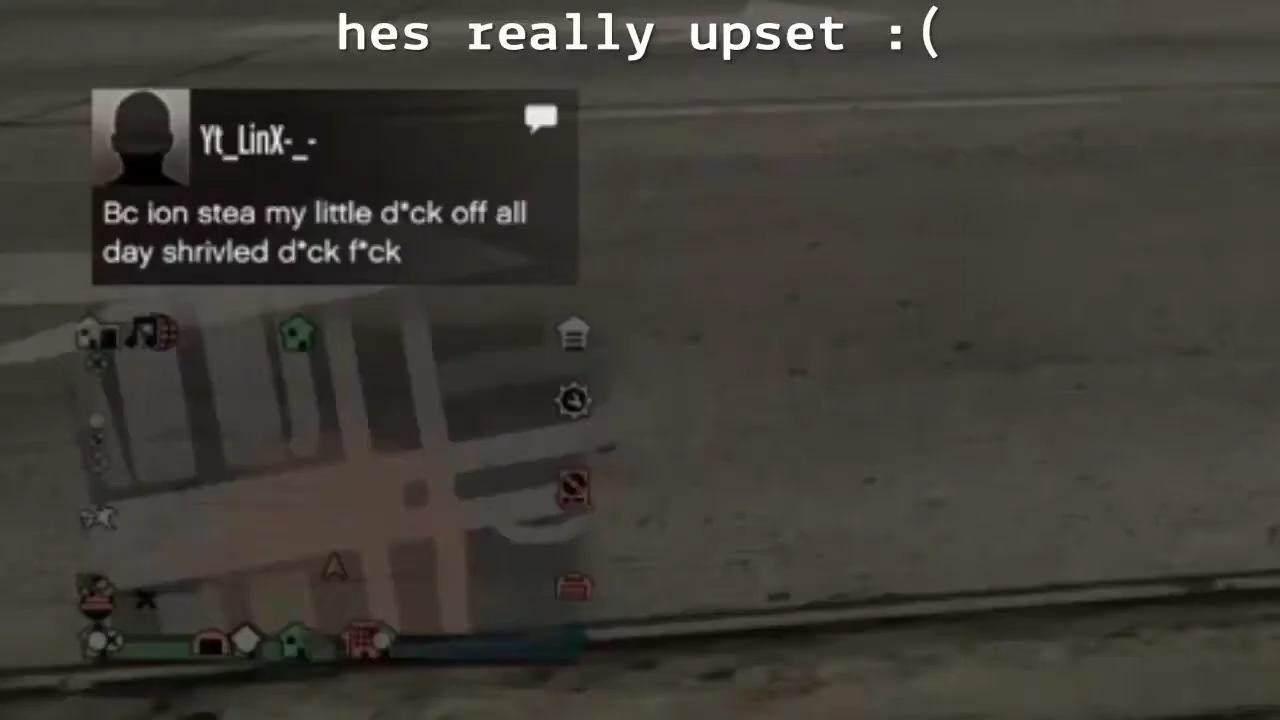 hes really upset :(
Yt_LinX-_-
Bc ion stea my little d*ck off all
day shrivled d*ck f*ck